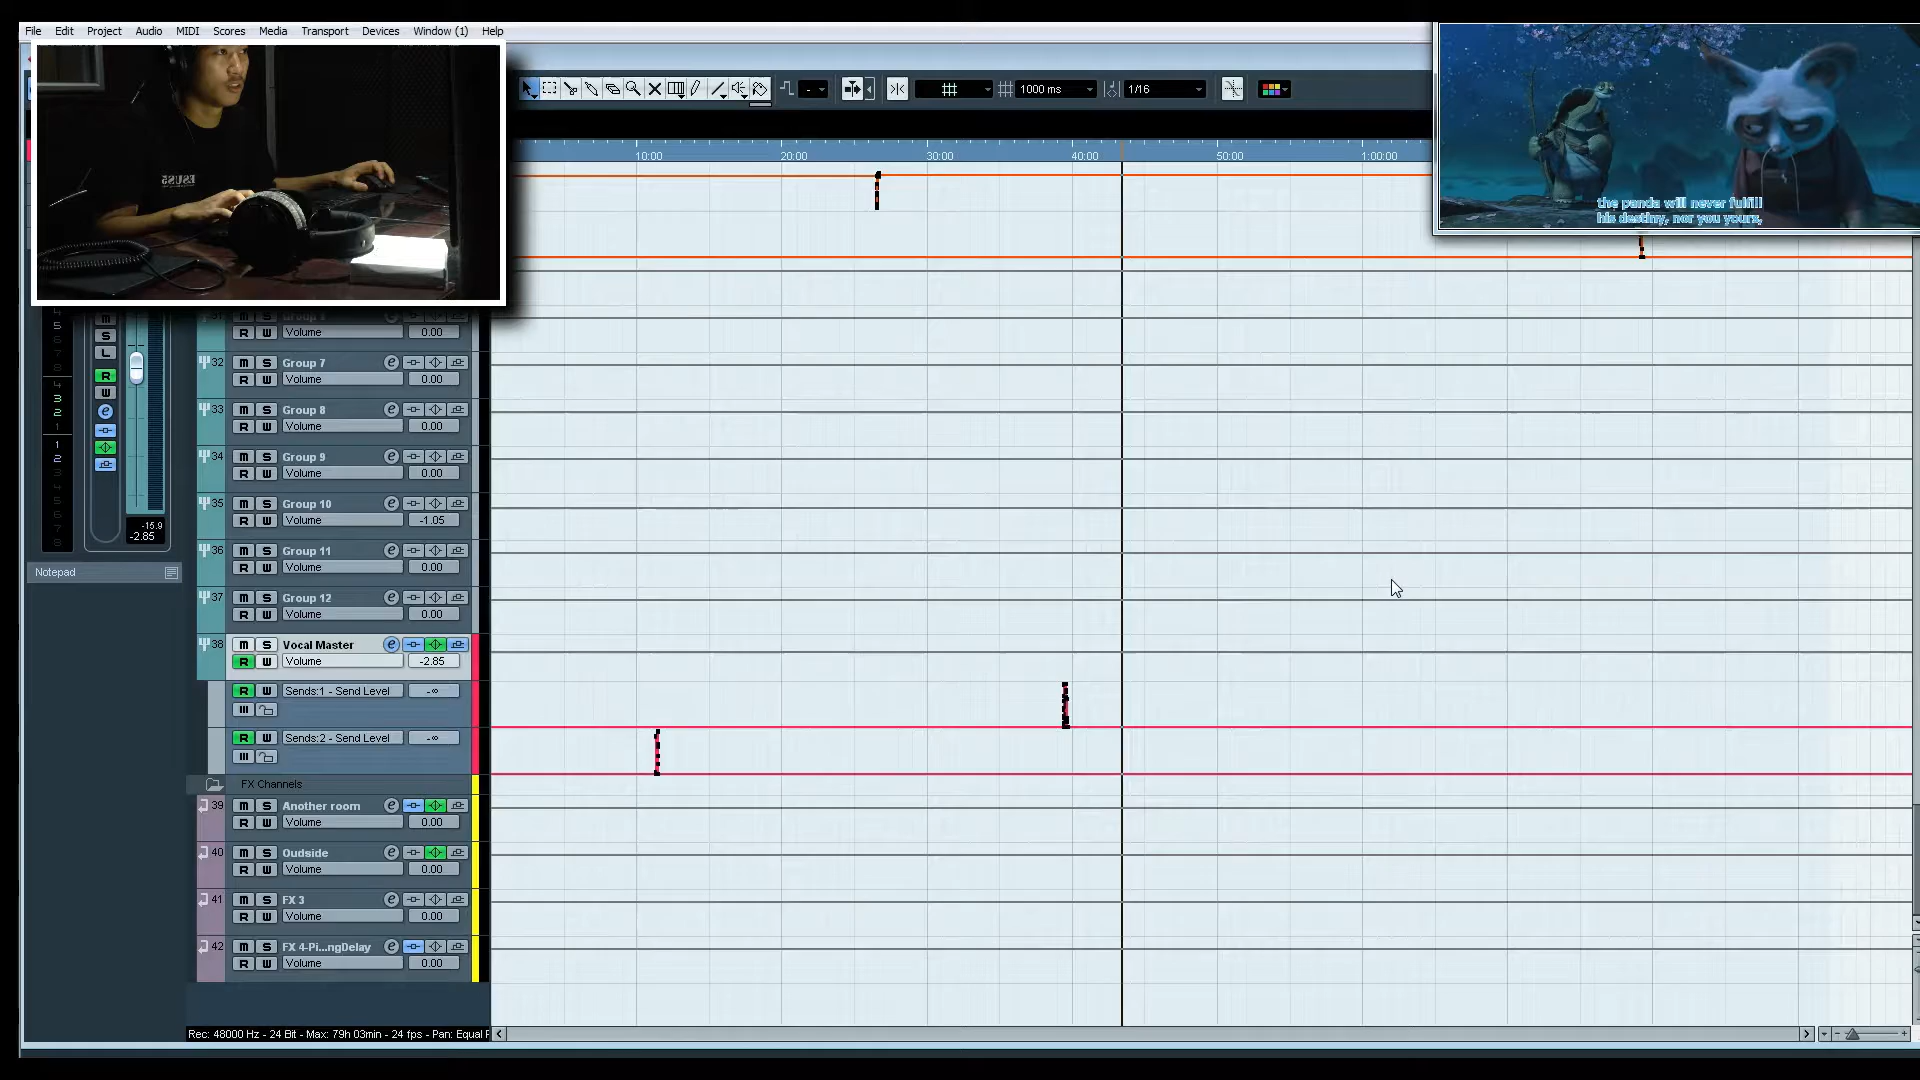 File Edit Project Audio MIDI Scores Media Transport Devices Window (1) Help
1000 ms 1/16
10:00 20:00 30:00 40:00 50:00 1:00:00
the panda will never fulfill
his destiny, nor you yours,
M S
R W Volume 0.00
32 M S Group 7 e
R W Volume 0.00
33 M S Group 8 e
R W Volume 0.00
34 M S Group 9 e
R W Volume 0.00
35 M S Group 10 e
R W Volume -1.05
36 M S Group 11 e
R W Volume 0.00
37 M S Group 12 e
R W Volume 0.00
38 M S Vocal Master e
R W Volume -2.85
R W Sends:1 - Send Level -∞
R W Sends:2 - Send Level -∞
FX Channels
39 M S Another room e
R W Volume 0.00
40 M S Oudside e
R W Volume 0.00
41 M S FX 3 e
R W Volume 0.00
42 M S FX 4-Pi...ngDelay e
R W Volume 0.00
S
L
R
W
e
-15.9
-2.85
Notepad
Rec: 48000 Hz - 24 Bit - Max: 79h 03min - 24 fps - Pan: Equal P